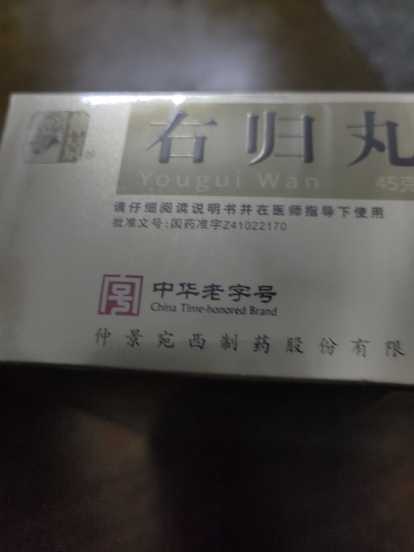 右归丸
Yougui Wan
45克
请仔细阅读说明书并在医师指导下使用
批准文号:国药准字Z41022170
中华老字号
China Time-honored Brand
仲景宛西制药股份有限